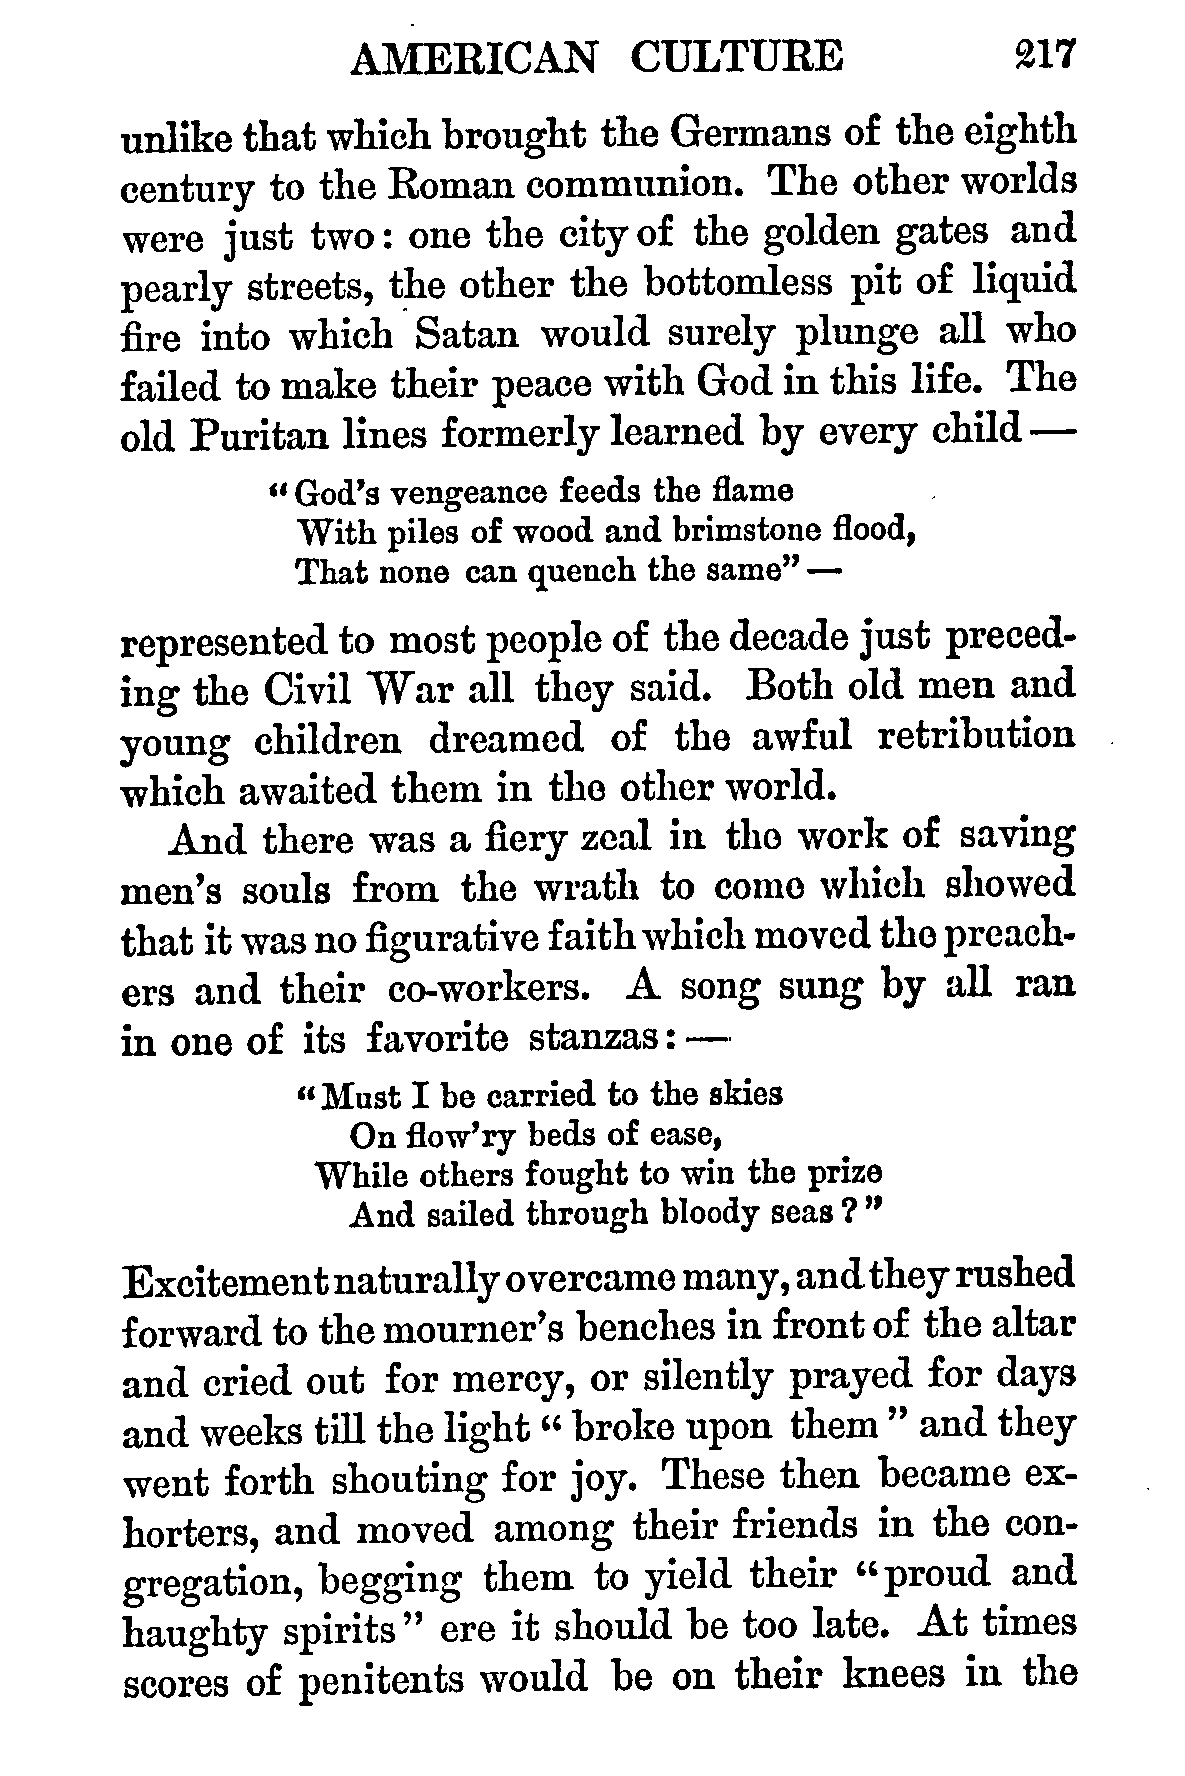 AMERICAN CULTURE 217
unlike that which brought the Germans of the eighth
century to the Roman communion. The other worlds
were just two: one the city of the golden gates and
pearly streets, the other the bottomless pit of liquid
fire into which Satan would surely plunge all who
failed to make their peace with God in this life. The
old Puritan lines formerly learned by every child—
“God's vengeance feeds the flame
With piles of wood and brimstone flood,
That none can quench the same”—
represented to most people of the decade just preced-
ing the Civil War all they said. Both old men and
young children dreamed of the awful retribution
which awaited them in the other world.
And there was a fiery zeal in the work of saving
men's souls from the wrath to come which showed
that it was no figurative faith which moved the preach-
ers and their co-workers. A song sung by all ran
in one of its favorite stanzas:—
“Must I be carried to the skies
On flow'ry beds of ease,
While others fought to win the prize
And sailed through bloody seas?”
Excitement naturally overcame many, and they rushed
forward to the mourner's benches in front of the altar
and cried out for mercy, or silently prayed for days
and weeks till the light “broke upon them” and they
went forth shouting for joy. These then became ex-
horters, and moved among their friends in the con-
gregation, begging them to yield their “proud and
haughty spirits” ere it should be too late. At times
scores of penitents would be on their knees in the